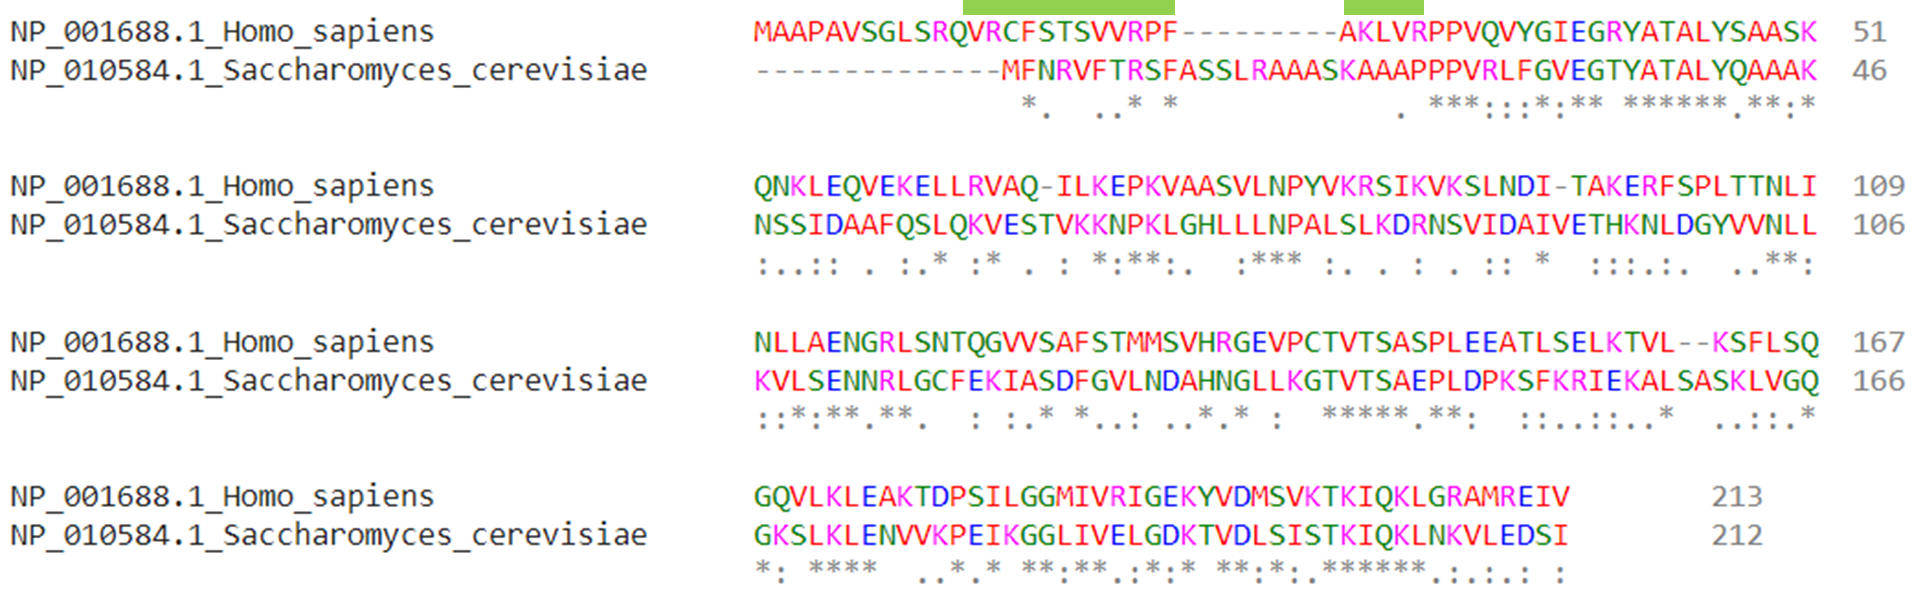 NP_001688.1_Homo_sapiens MAAPAVSGLSRQVRCFSTSVVRPF---------AKLVRPPVQVYGIEGRYATALYSAASK 51
NP_010584.1_Saccharomyces_cerevisiae --------------MFNRVFTRSFASSLRAAASKAAAPPPVRLFGVEGTYATALYQAAAK 46
*. ..* * . ***:::*:** ******.**:*
NP_001688.1_Homo_sapiens QNKLEQVEKELLRVAQ-ILKEPKVAASVLNPYVKRSIKVKSLNDI-TAKERFSPLTTNLI 109
NP_010584.1_Saccharomyces_cerevisiae NSSIDAAFQSLQKVESTVKKNPKLGHLLLNPALSLKDRNSVIDAIVETHKNLDGYVVNLL 106
:..:: . :.* :* . : *:**:. :*** :. . : . :: * :::.:. ..**:
NP_001688.1_Homo_sapiens NLLAENGRLSNTQGVVSAFSTMMSVHRGEVPCTVTSASPLEEATLSELKTVL--KSFLSQ 167
NP_010584.1_Saccharomyces_cerevisiae KVLSENNRLGCFEKIASDFGVLNDAHNGLLKGTVTSAEPLDPKSFKRIEKALSASKLVGQ 166
::*:**.**. : :.* *..: ..*.* : *****.**: ::..::..* ..::.*
NP_001688.1_Homo_sapiens GQVLKLEAKTDPSILGGMIVRIGEKYVDMSVKTKIQKLGRAMREIV 213
NP_010584.1_Saccharomyces_cerevisiae GKSLKLENVVKPEIKGGLIVELGDKTVDLSISTKIQKLNKVLEDSI 212
*: **** ..*.* **:**.:*:* **:*:.******.:.:.: :